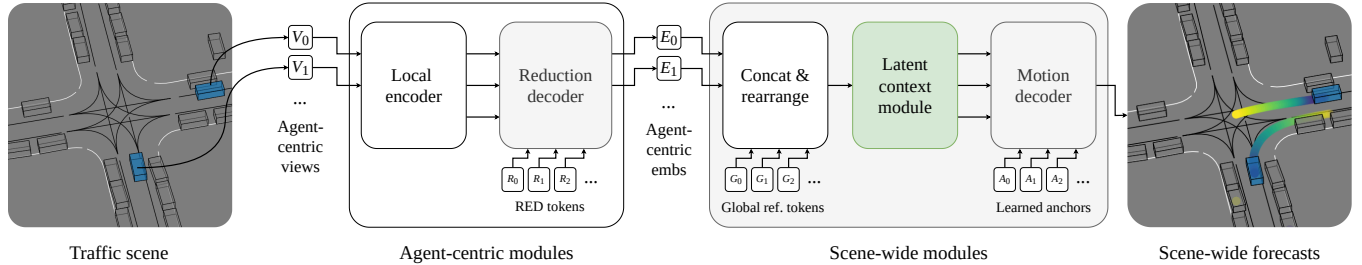 V0
V1
...
Agent-
centric
views
Local
encoder
Reduction
decoder
R0
R1
R2
...
RED tokens
E0
E1
...
Agent-
centric
embs
Concat &
rearrange
G0
G1
G2
...
Global ref. tokens
Latent
context
module
Motion
decoder
A0
A1
A2
...
Learned anchors
Traffic scene
Agent-centric modules
Scene-wide modules
Scene-wide forecasts